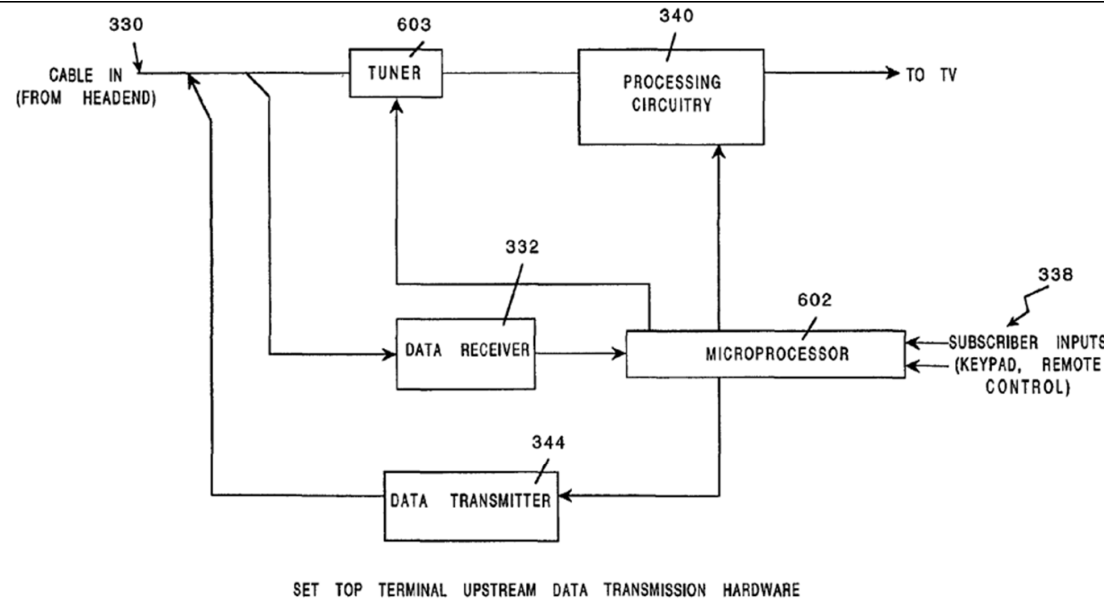 330
603
340
CABLE IN
(FROM HEADEND)
TUNER
PROCESSING
CIRCUITRY
TO TV
332
602
338
DATA RECEIVER
MICROPROCESSOR
SUBSCRIBER INPUTS
(KEYPAD, REMOTE
CONTROL)
344
DATA TRANSMITTER
SET TOP TERMINAL UPSTREAM DATA TRANSMISSION HARDWARE